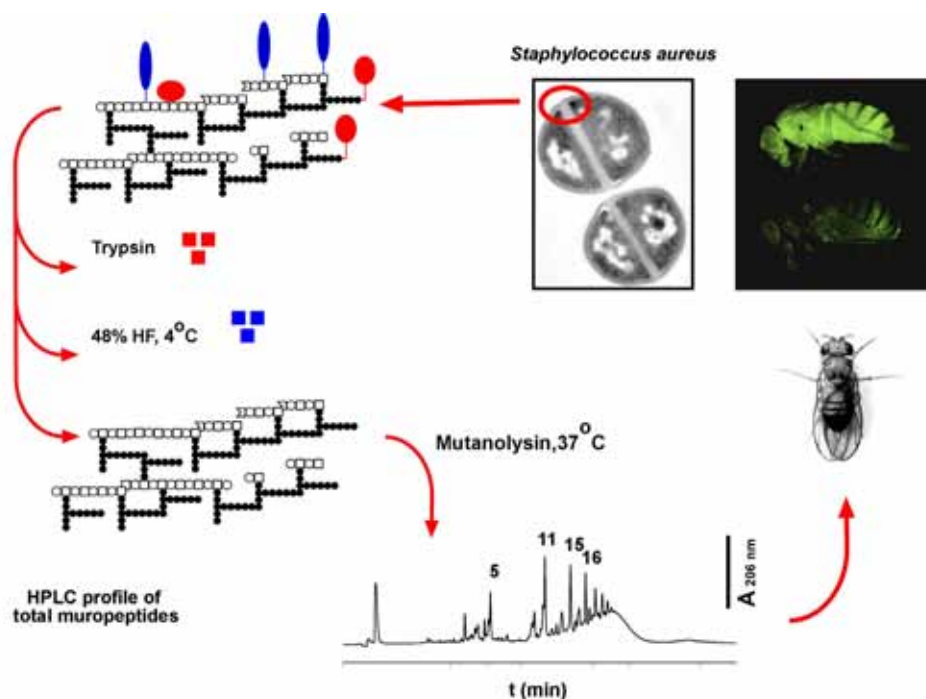 Staphylococcus aureus
Trypsin
48% HF, 4°C
Mutanolysin,37°C
5
11
15
16
A 206 nm
HPLC profile of
total muropeptides
t (min)